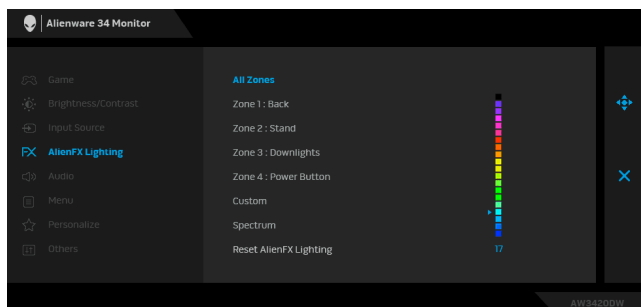 Alienware 34 Monitor
Game
Brightness/Contrast
Input Source
AlienFX Lighting
Audio
Menu
Personalize
Others
All Zones
Zone 1 : Back
Zone 2 : Stand
Zone 3 : Downlights
Zone 4 : Power Button
Custom
Spectrum
Reset AlienFX Lighting
17
AW3420DW